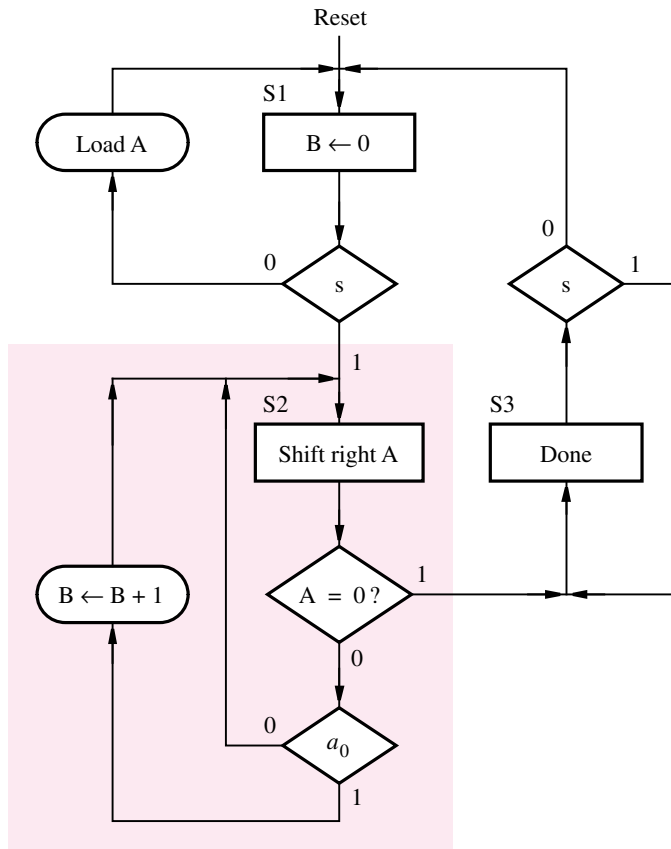 Reset
S1
Load A
B ← 0
0
1
0
s
s
1
S2
S3
Shift right A
Done
1
B ← B + 1
A = 0 ?
0
0
a0
1